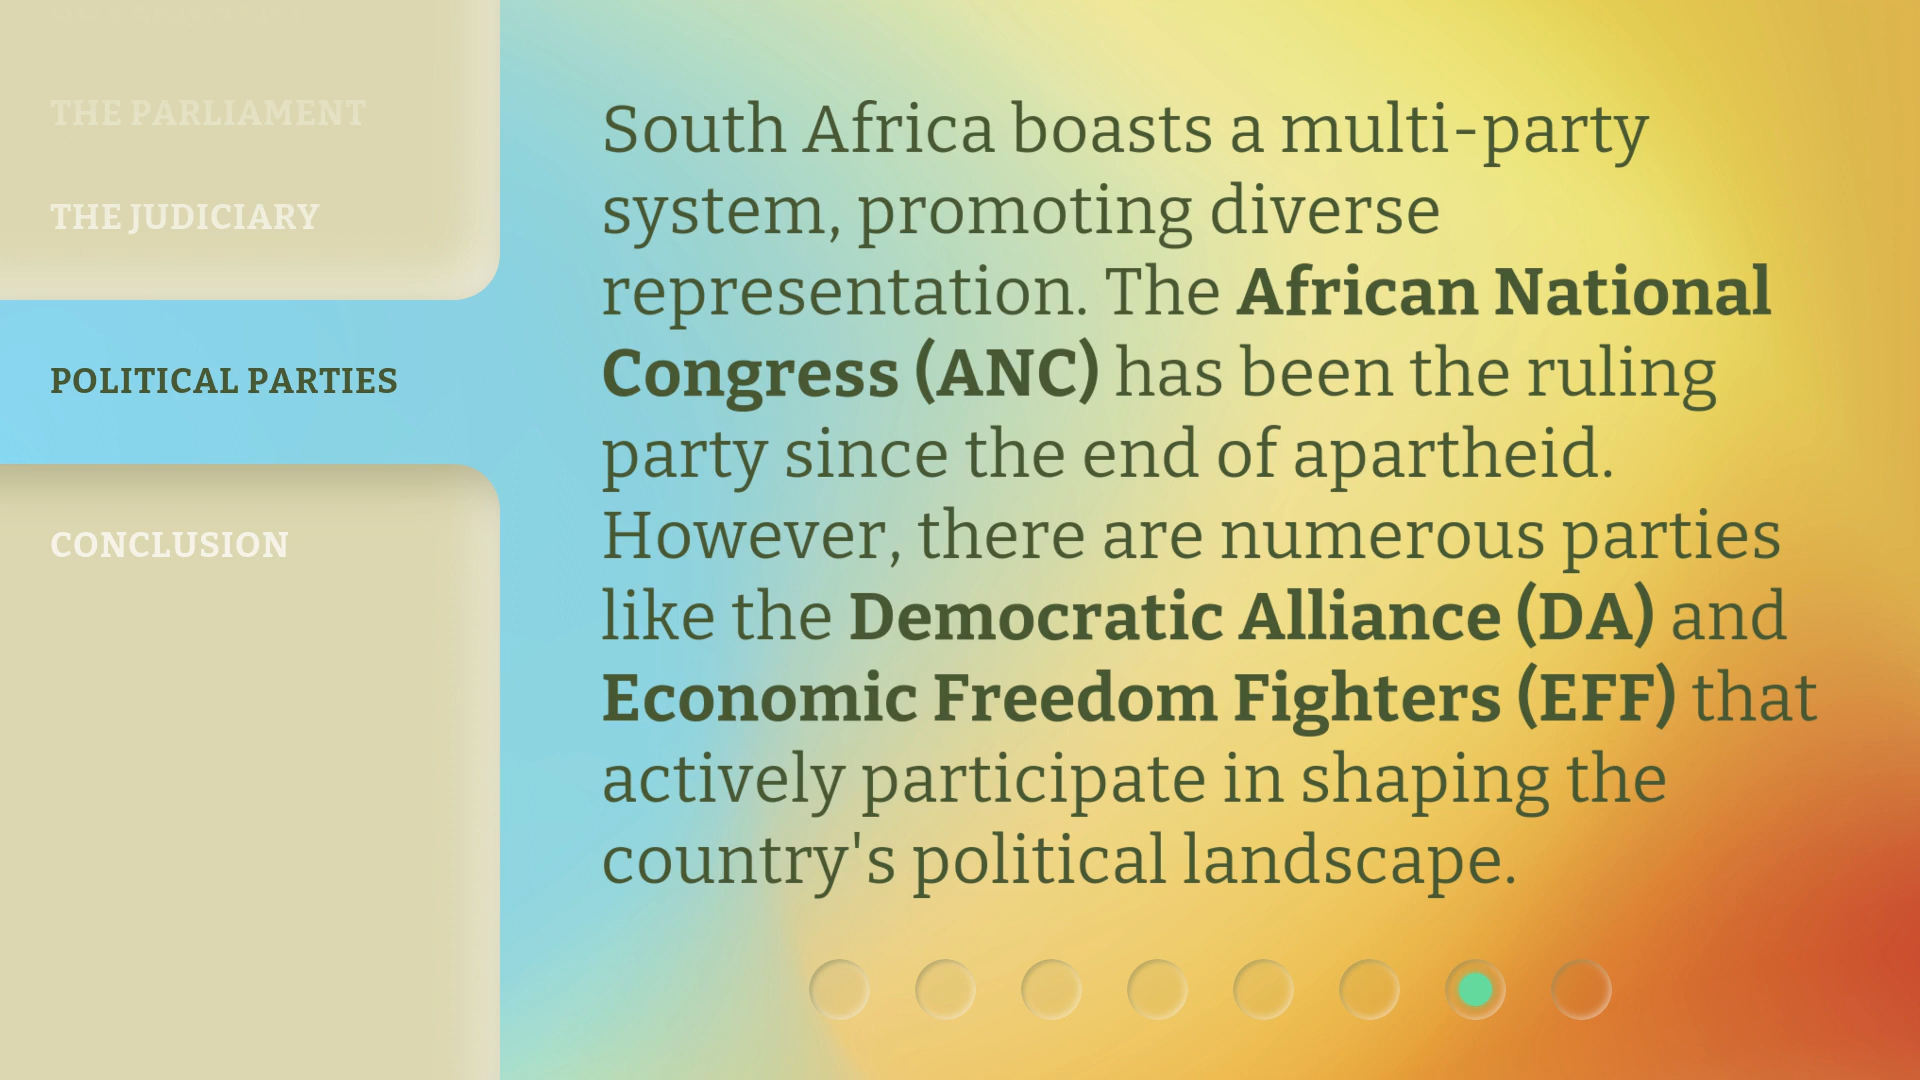 THE PARLIAMENT
THE JUDICIARY
POLITICAL PARTIES
CONCLUSION
South Africa boasts a multi-party
system, promoting diverse
representation. The African National
Congress (ANC) has been the ruling
party since the end of apartheid.
However, there are numerous parties
like the Democratic Alliance (DA) and
Economic Freedom Fighters (EFF) that
actively participate in shaping the
country's political landscape.